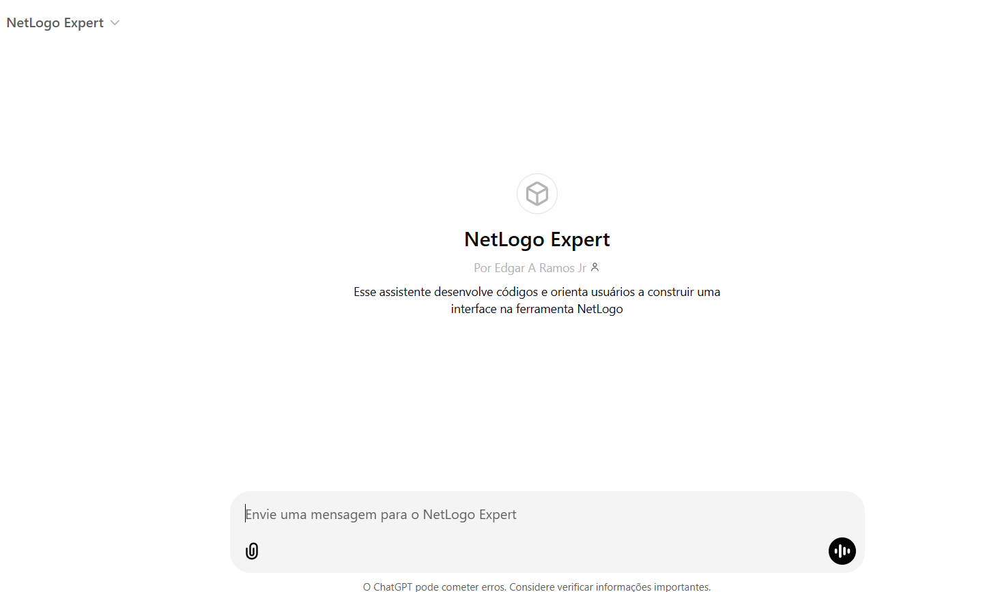 NetLogo Expert
NetLogo Expert
Por Edgar A Ramos Jr
Esse assistente desenvolve códigos e orienta usuários a construir uma
interface na ferramenta NetLogo
Envie uma mensagem para o NetLogo Expert
O ChatGPT pode cometer erros. Considere verificar informações importantes.